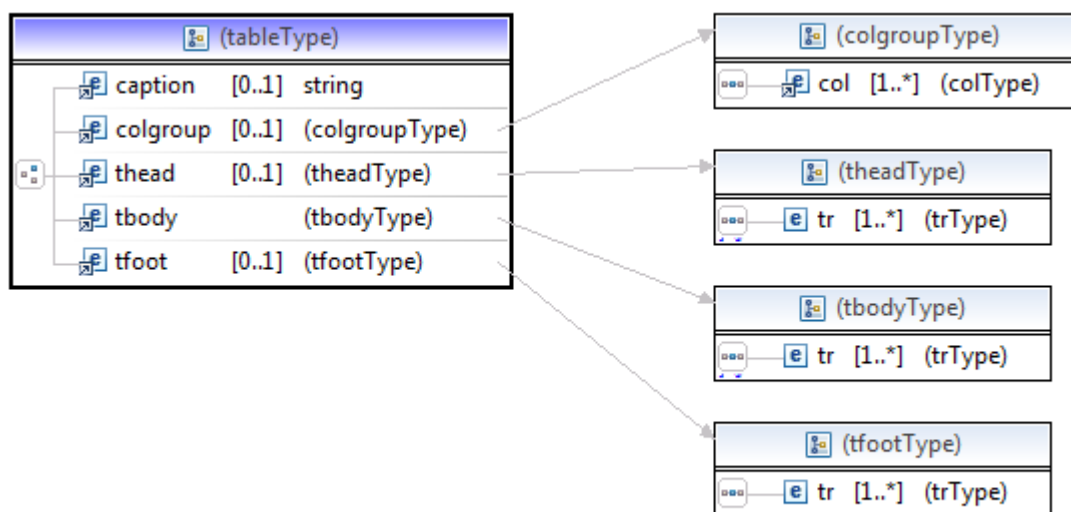 (tableType)
caption [0..1] string
colgroup [0..1] (colgroupType)
thead [0..1] (theadType)
tbody (tbodyType)
tfoot [0..1] (tfootType)
(colgroupType)
e col [1..*] (colType)
(theadType)
e tr [1..*] (trType)
(tbodyType)
e tr [1..*] (trType)
(tfootType)
e tr [1..*] (trType)